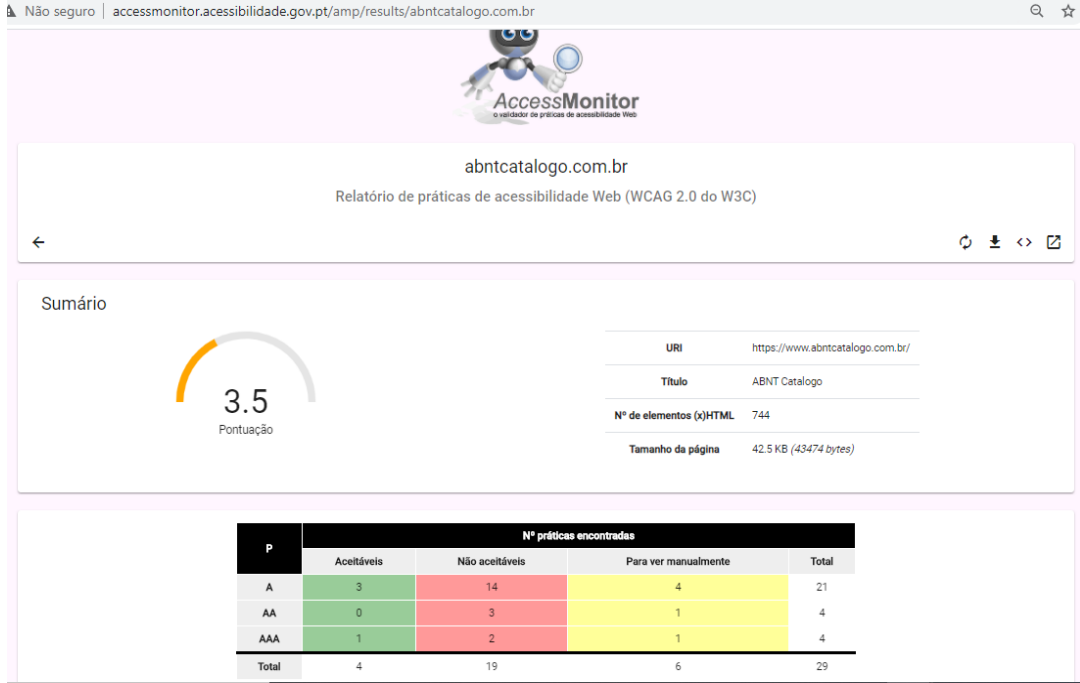 Não seguro | accessmonitor.acessibilidade.gov.pt/amp/results/abntcatalogo.com.br
AccessMonitor
o validador de práticas de acessibilidade Web
abntcatalogo.com.br
Relatório de práticas de acessibilidade Web (WCAG 2.0 do W3C)
Sumário
3.5
Pontuação
URI https://www.abntcatalogo.com.br/
Título ABNT Catalogo
Nº de elementos (x)HTML 744
Tamanho da página 42.5 KB (43474 bytes)
P Nº práticas encontradas
Aceitáveis Não aceitáveis Para ver manualmente Total
A 3 14 4 21
AA 0 3 1 4
AAA 1 2 1 4
Total 4 19 6 29